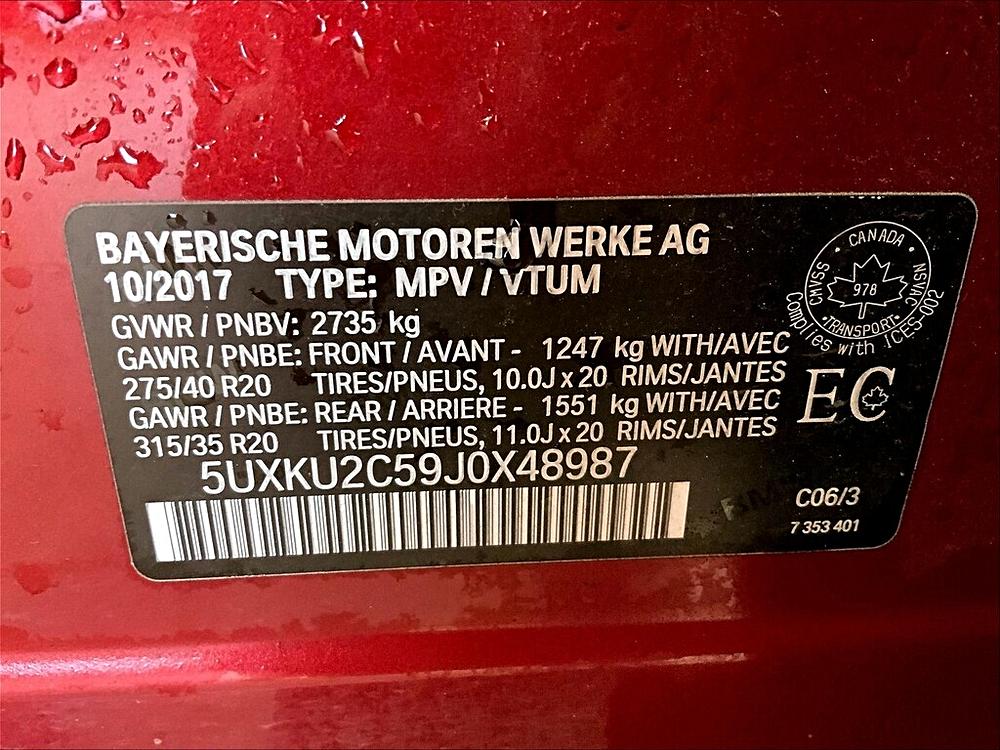 BAYERISCHE MOTOREN WERKE AG
10/2017 TYPE: MPV / VTUM
GVWR / PNBV: 2735 kg
GAWR / PNBE: FRONT / AVANT - 1247 kg WITH/AVEC
275/40 R20 TIRES/PNEUS, 10.0J x 20 RIMS/JANTES
GAWR / PNBE: REAR / ARRIERE - 1551 kg WITH/AVEC
315/35 R20 TIRES/PNEUS, 11.0J x 20 RIMS/JANTES
5UXKU2C59J0X48987
· CANADA ·
CMVSS
NSVAC
978
· TRANSPORT ·
Complies with ICES-002
EC
C06/3
7 353 401